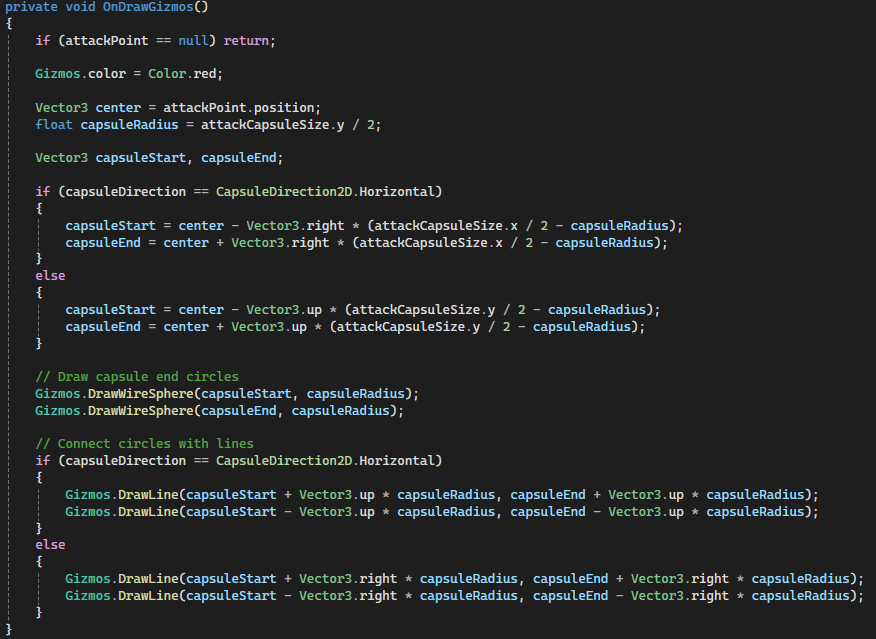 private void OnDrawGizmos()
{
if (attackPoint == null) return;
Gizmos.color = Color.red;
Vector3 center = attackPoint.position;
float capsuleRadius = attackCapsuleSize.y / 2;
Vector3 capsuleStart, capsuleEnd;
if (capsuleDirection == CapsuleDirection2D.Horizontal)
{
capsuleStart = center - Vector3.right * (attackCapsuleSize.x / 2 - capsuleRadius);
capsuleEnd = center + Vector3.right * (attackCapsuleSize.x / 2 - capsuleRadius);
}
else
{
capsuleStart = center - Vector3.up * (attackCapsuleSize.y / 2 - capsuleRadius);
capsuleEnd = center + Vector3.up * (attackCapsuleSize.y / 2 - capsuleRadius);
}
// Draw capsule end circles
Gizmos.DrawWireSphere(capsuleStart, capsuleRadius);
Gizmos.DrawWireSphere(capsuleEnd, capsuleRadius);
// Connect circles with lines
if (capsuleDirection == CapsuleDirection2D.Horizontal)
{
Gizmos.DrawLine(capsuleStart + Vector3.up * capsuleRadius, capsuleEnd + Vector3.up * capsuleRadius);
Gizmos.DrawLine(capsuleStart - Vector3.up * capsuleRadius, capsuleEnd - Vector3.up * capsuleRadius);
}
else
{
Gizmos.DrawLine(capsuleStart + Vector3.right * capsuleRadius, capsuleEnd + Vector3.right * capsuleRadius);
Gizmos.DrawLine(capsuleStart - Vector3.right * capsuleRadius, capsuleEnd - Vector3.right * capsuleRadius);
}
}